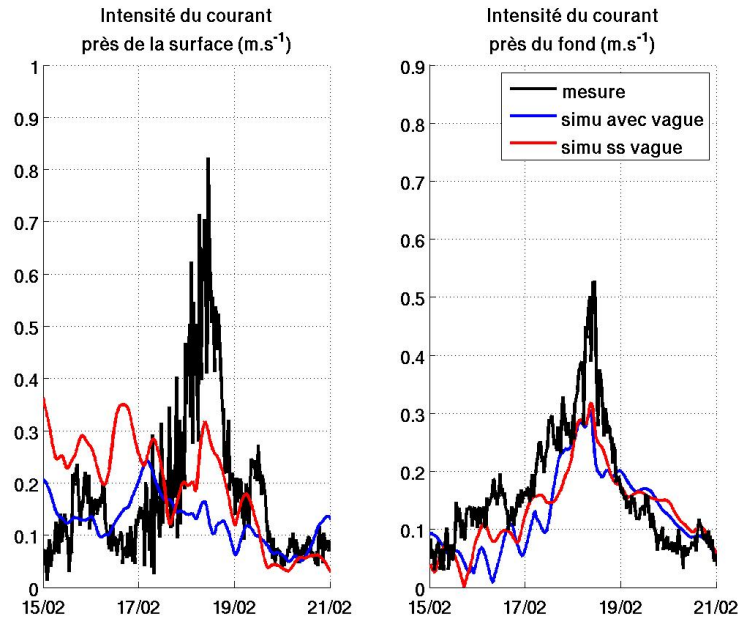 Intensité du courant
près de la surface (m.s-1)
1
0.9
0.8
0.7
0.6
0.5
0.4
0.3
0.2
0.1
0
15/02 17/02 19/02 21/02
Intensité du courant
près du fond (m.s-1)
0.9
0.8
0.7
0.6
0.5
0.4
0.3
0.2
0.1
0
15/02 17/02 19/02 21/02
mesure
simu avec vague
simu ss vague